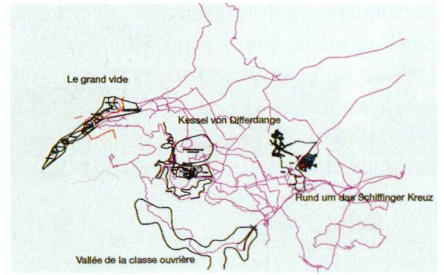 Le grand vide
Kessel von Differdange
Rund um das Schiffinger Kreuz
Vallée de la classe ouvrière